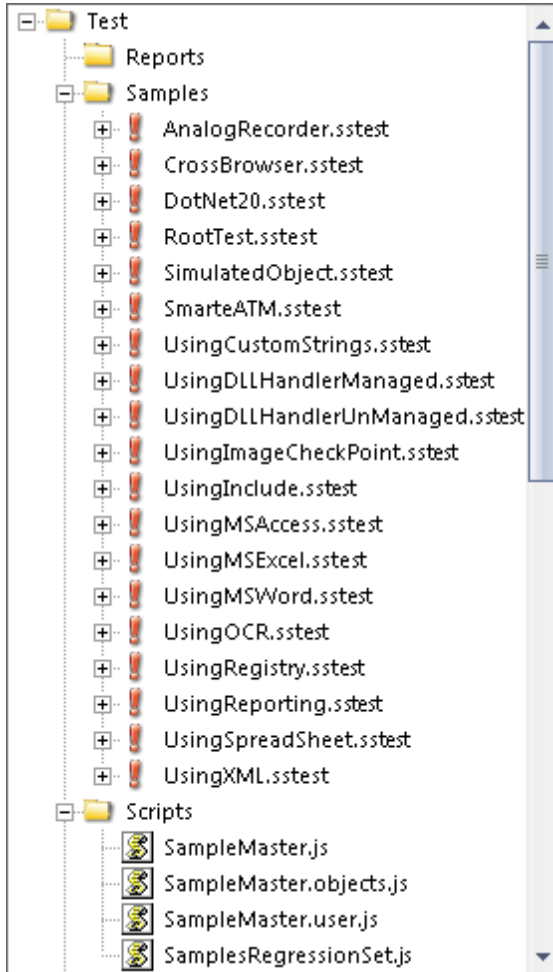 Test
Reports
Samples
AnalogRecorder.sstest
CrossBrowser.sstest
DotNet20.sstest
RootTest.sstest
SimulatedObject.sstest
SmarteATM.sstest
UsingCustomStrings.sstest
UsingDLLHandlerManaged.sstest
UsingDLLHandlerUnManaged.sstest
UsingImageCheckPoint.sstest
UsingInclude.sstest
UsingMSAccess.sstest
UsingMSExcel.sstest
UsingMSWord.sstest
UsingOCR.sstest
UsingRegistry.sstest
UsingReporting.sstest
UsingSpreadSheet.sstest
UsingXML.sstest
Scripts
SampleMaster.js
SampleMaster.objects.js
SampleMaster.user.js
SamplesRegressionSet.js